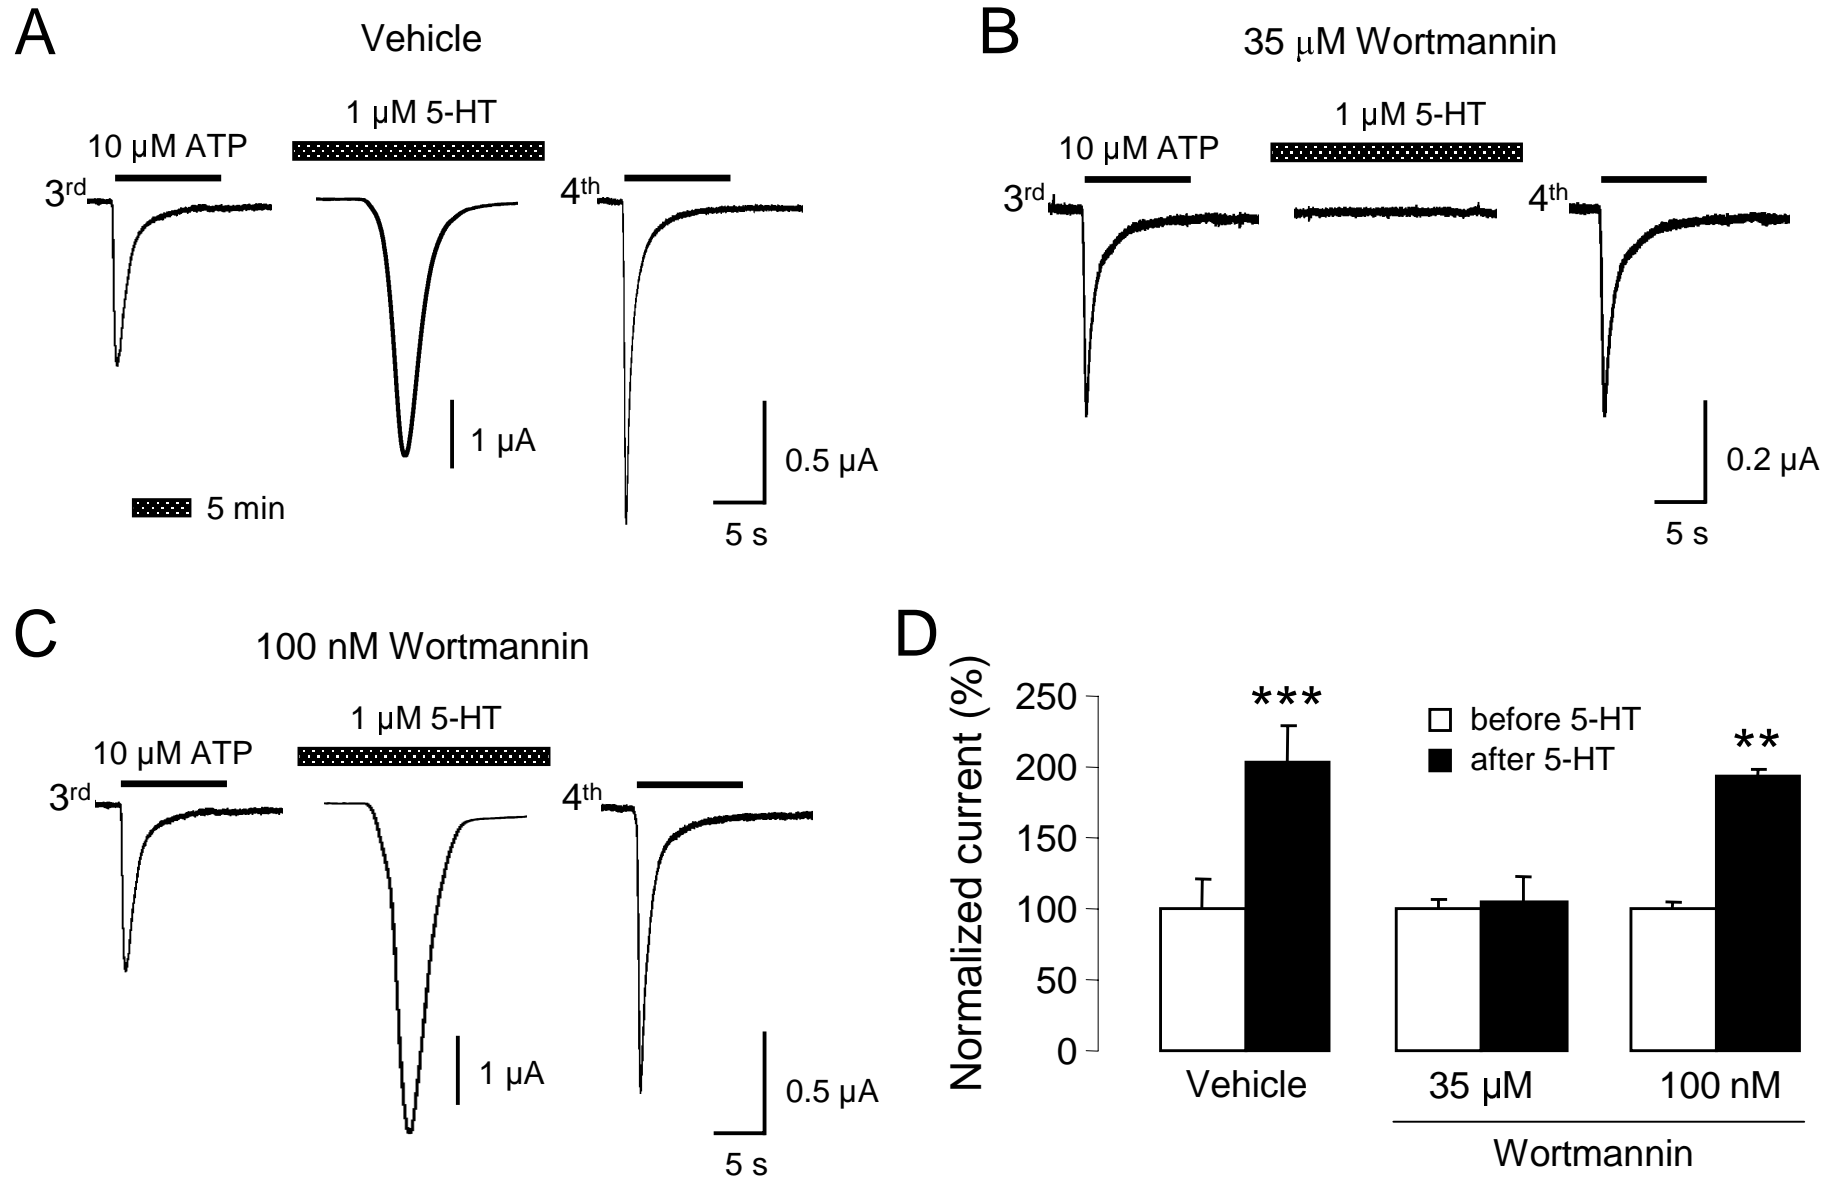 A
Vehicle
1 µM 5-HT
10 µM ATP
3rd
4th
1 µA
0.5 µA
5 min
5 s
B
35 µM Wortmannin
1 µM 5-HT
10 µM ATP
3rd
4th
0.2 µA
5 s
C
100 nM Wortmannin
1 µM 5-HT
10 µM ATP
3rd
4th
1 µA
0.5 µA
5 s
D
Normalized current (%)
250
200
150
100
50
0
***
**
before 5-HT
after 5-HT
Vehicle
35 µM
100 nM
Wortmannin